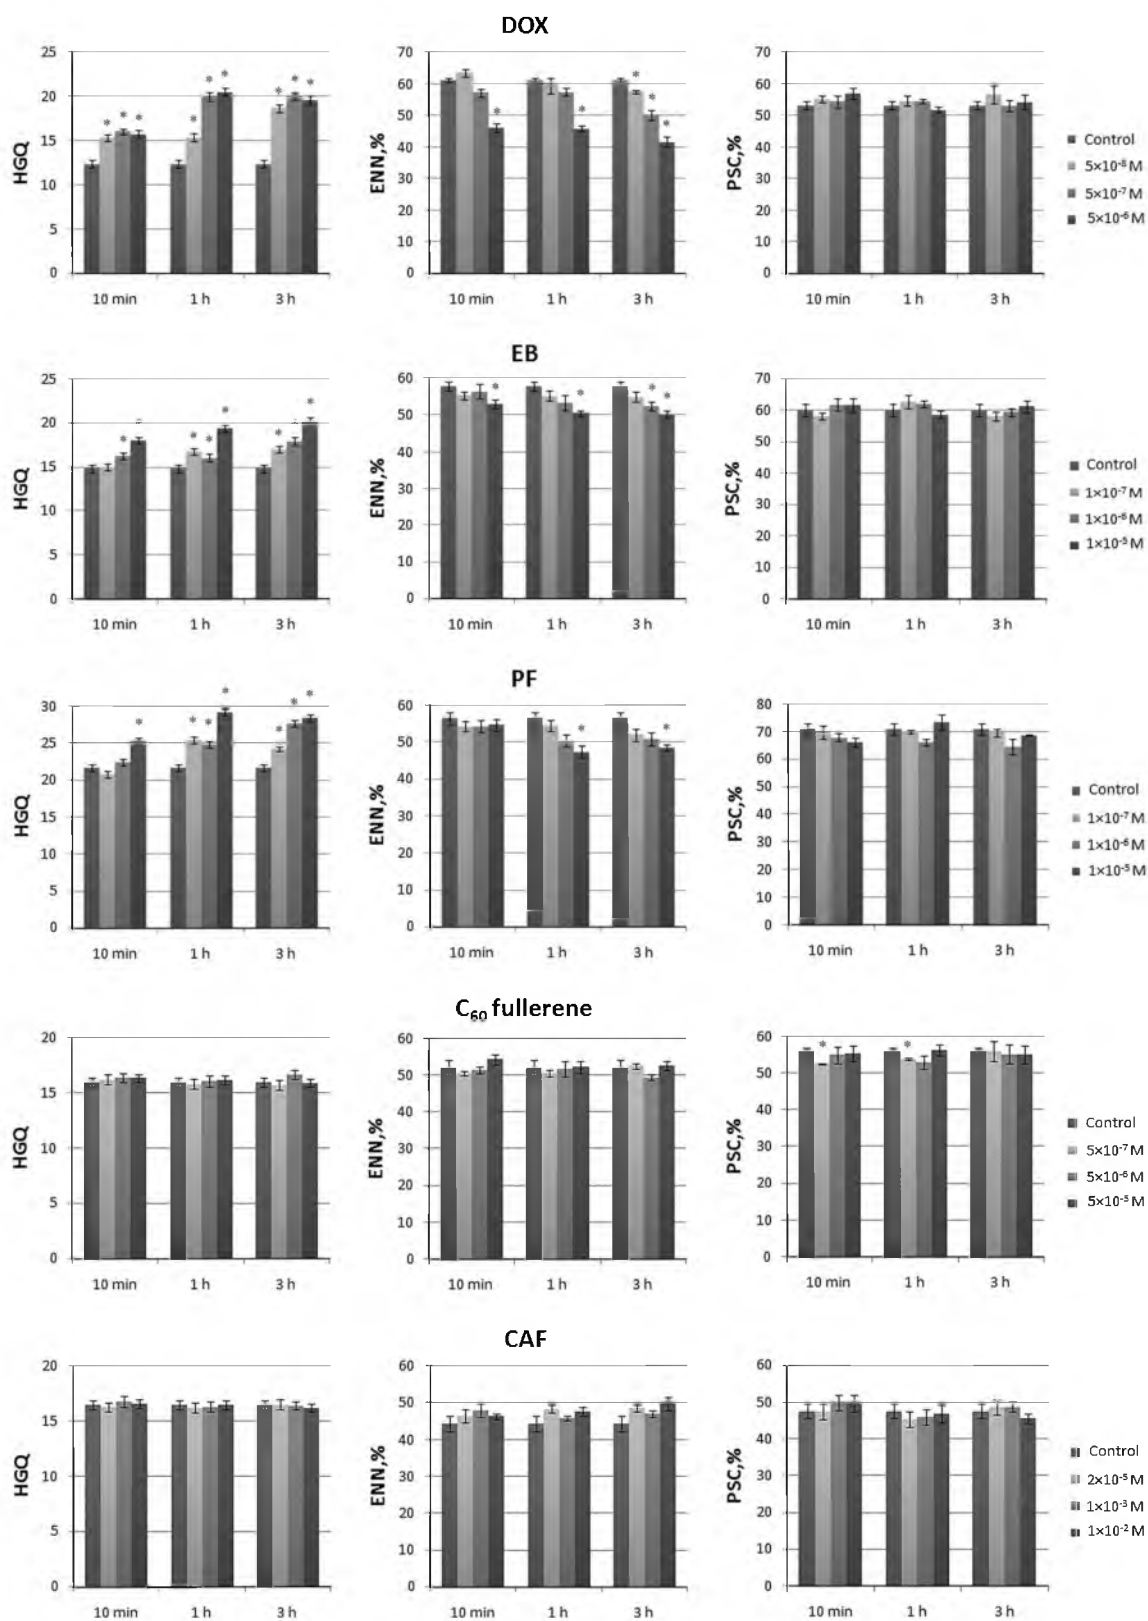 DOX
HGQ
25
20
15
10
5
0
10 min 1 h 3 h
ENN,%
70
60
50
40
30
20
10
0
10 min 1 h 3 h
PSC,%
70
60
50
40
30
20
10
0
10 min 1 h 3 h
Control
5×10⁻⁸ M
5×10⁻⁷ M
5×10⁻⁶ M
EB
HGQ
25
20
15
10
5
0
10 min 1 h 3 h
ENN,%
60
50
40
30
20
10
0
10 min 1 h 3 h
PSC,%
70
60
50
40
30
20
10
0
10 min 1 h 3 h
Control
1×10⁻⁷ M
1×10⁻⁶ M
1×10⁻⁵ M
PF
HGQ
30
25
20
15
10
5
0
10 min 1 h 3 h
ENN,%
60
50
40
30
20
10
0
10 min 1 h 3 h
PSC,%
80
70
60
50
40
30
20
10
0
10 min 1 h 3 h
Control
1×10⁻⁷ M
1×10⁻⁶ M
1×10⁻⁵ M
C₆₀ fullerene
HGQ
20
15
10
5
0
10 min 1 h 3 h
ENN,%
60
50
40
30
20
10
0
10 min 1 h 3 h
PSC,%
60
50
40
30
20
10
0
10 min 1 h 3 h
Control
5×10⁻⁷ M
5×10⁻⁶ M
5×10⁻⁵ M
CAF
HGQ
20
15
10
5
0
10 min 1 h 3 h
ENN,%
60
50
40
30
20
10
0
10 min 1 h 3 h
PSC,%
60
50
40
30
20
10
0
10 min 1 h 3 h
Control
2×10⁻⁵ M
1×10⁻³ M
1×10⁻² M